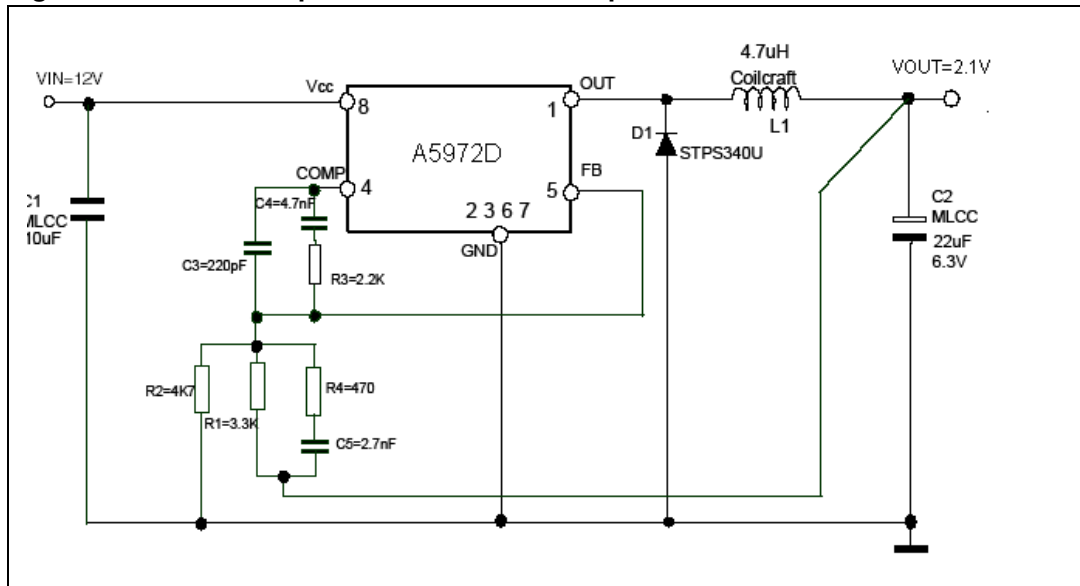 VIN=12V
Vcc
8
OUT
1
4.7uH
Coilcraft
L1
VOUT=2.1V
A5972D
D1
STPS340U
COMP
4
FB
5
2 3 6 7
GND
C4=4.7nF
C3=220pF
R3=2.2K
MLCC
10uF
C2
MLCC
22uF
6.3V
R2=4K7
R1=3.3K
R4=470
C5=2.7nF